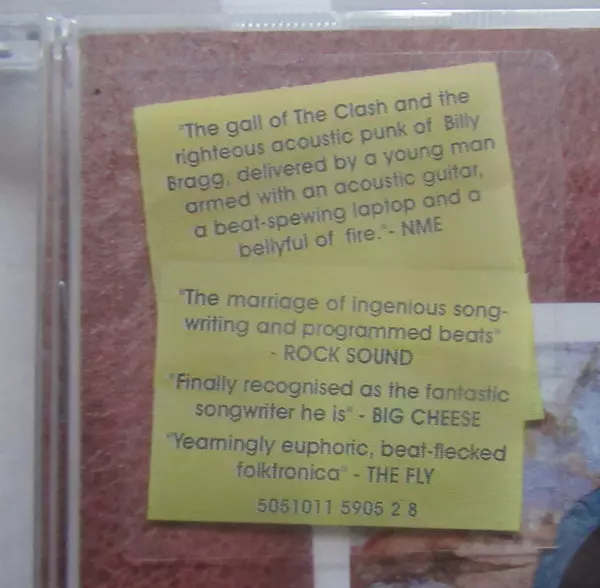 "The gall of The Clash and the
righteous acoustic punk of Billy
Bragg, delivered by a young man
armed with an acoustic guitar,
a beat-spewing laptop and a
bellyful of fire."- NME
"The marriage of ingenious song-
writing and programmed beats"
- ROCK SOUND
"Finally recognised as the fantastic
songwriter he is" - BIG CHEESE
"Yearningly euphoric, beat-flecked
folktronica" - THE FLY
5051011 5905 2 8